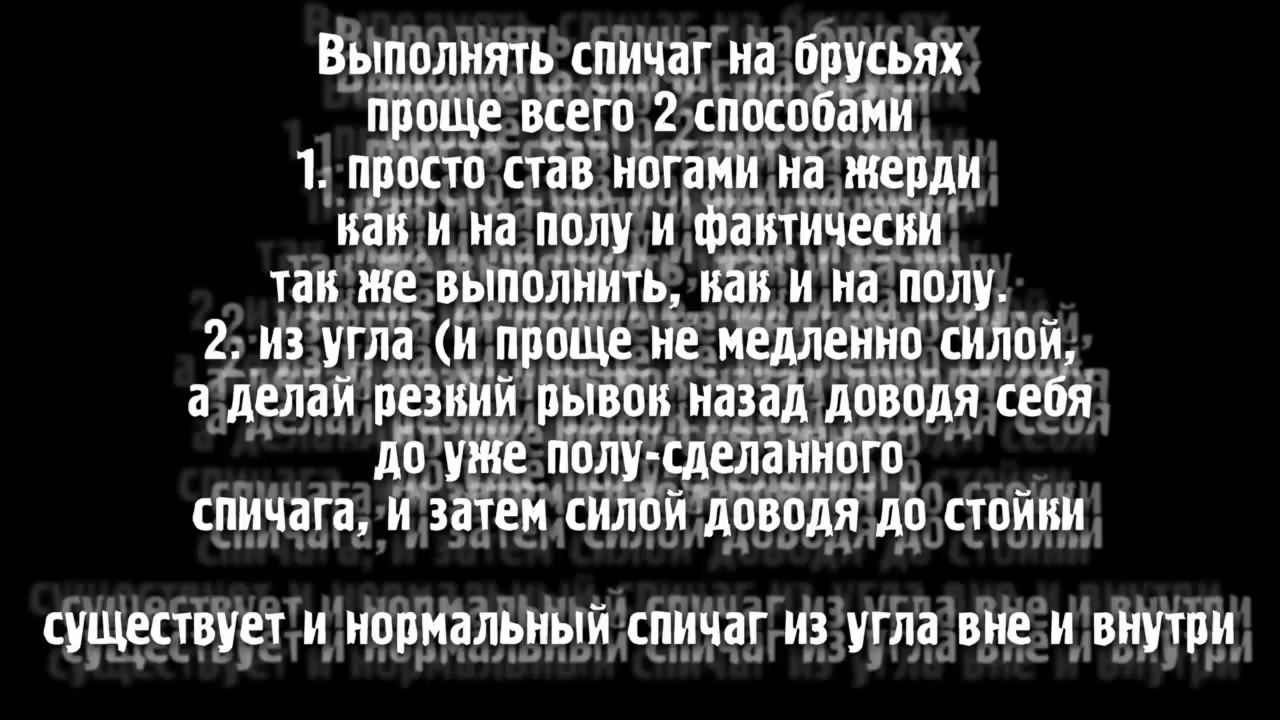 Выполнять спичаг на брусьях
проще всего 2 способами
1. просто став ногами на жерди
как и на полу и фактически
так же выполнить, как и на полу.
2. из угла (и проще не медленно силой,
а делай резкий рывок назад доводя себя
до уже полу-сделанного
спичага, и затем силой доводя до стойки
существует и нормальный спичаг из угла вне и внутри